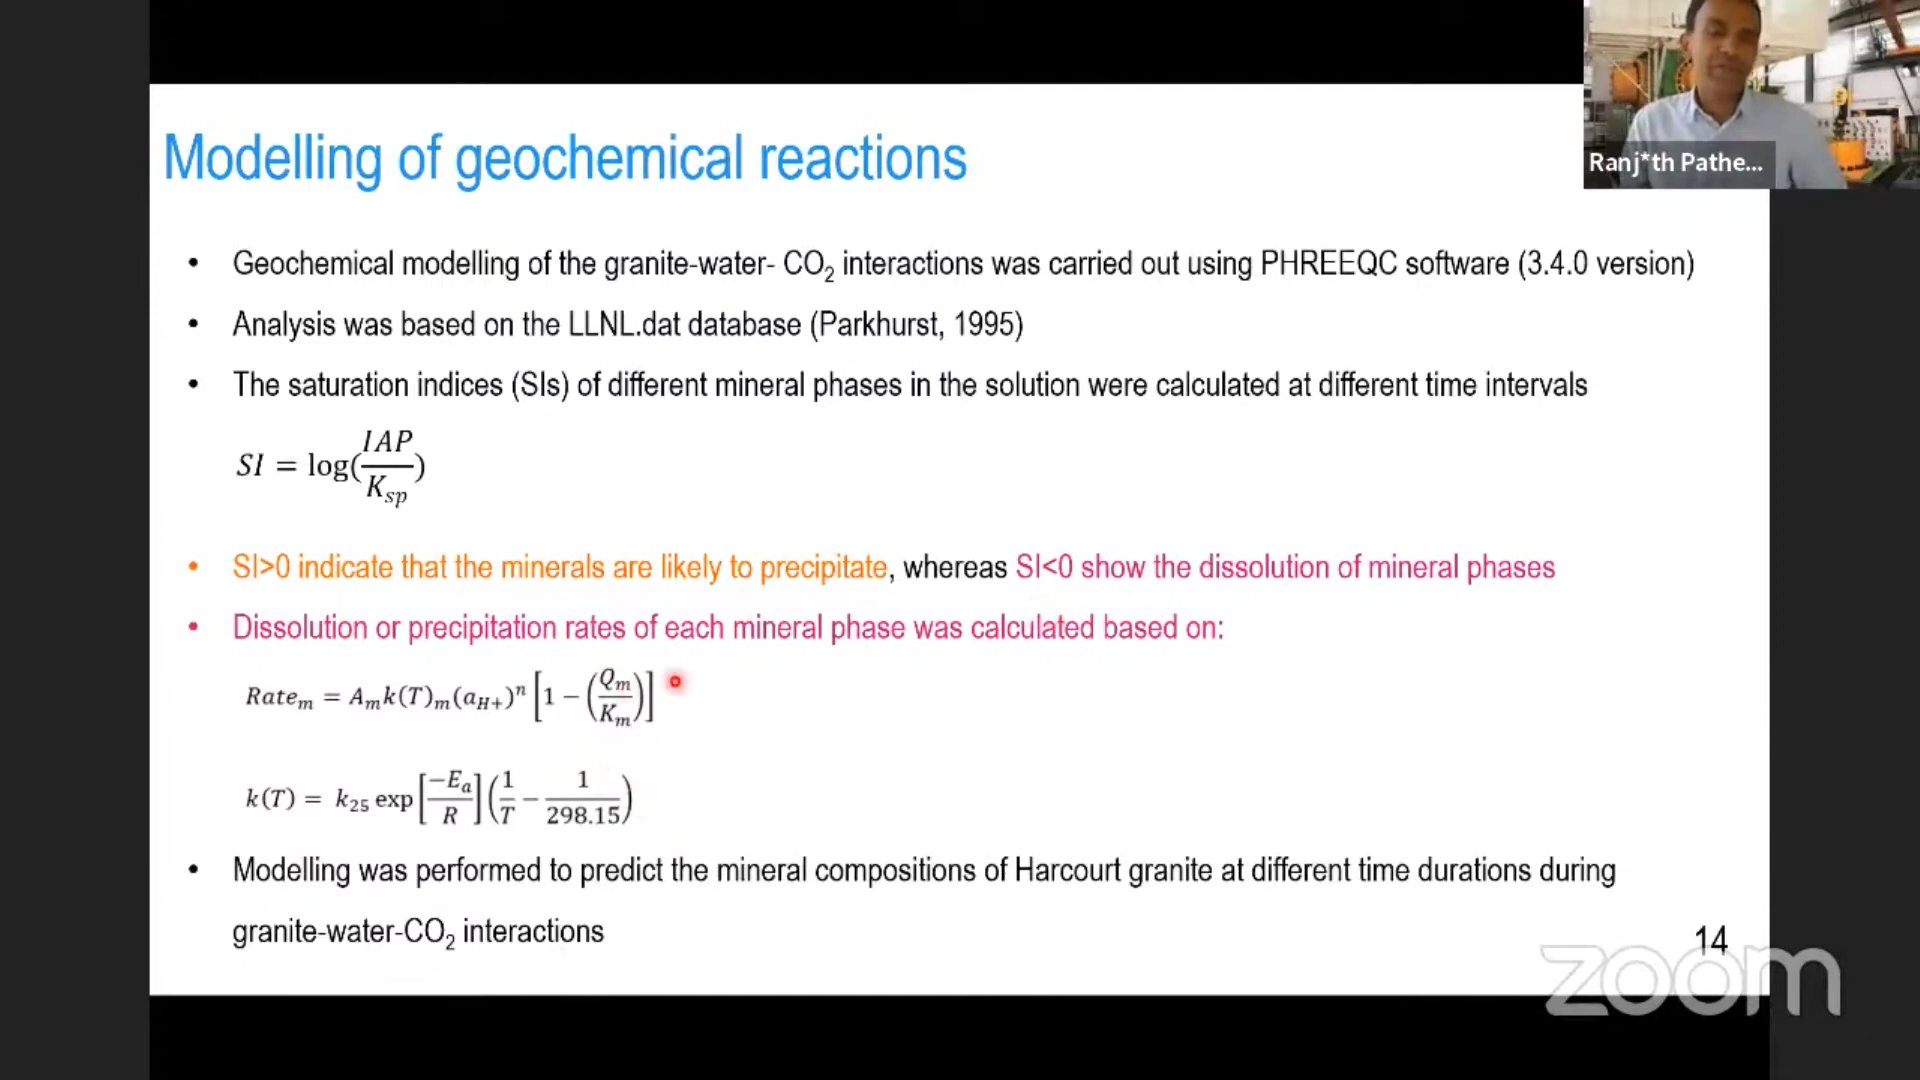 Modelling of geochemical reactions
Ranj*th Pathe...
• Geochemical modelling of the granite-water- CO₂ interactions was carried out using PHREEQC software (3.4.0 version)
• Analysis was based on the LLNL.dat database (Parkhurst, 1995)
• The saturation indices (SIs) of different mineral phases in the solution were calculated at different time intervals
SI = log(IAP/K_sp)
• SI>0 indicate that the minerals are likely to precipitate, whereas SI<0 show the dissolution of mineral phases
• Dissolution or precipitation rates of each mineral phase was calculated based on:
Rate_m = A_m k(T)_m (a_H+)^n [1 − (Q_m/K_m)]
k(T) = k_25 exp[−E_a/R](1/T − 1/298.15)
• Modelling was performed to predict the mineral compositions of Harcourt granite at different time durations during
granite-water-CO₂ interactions
14
zoom